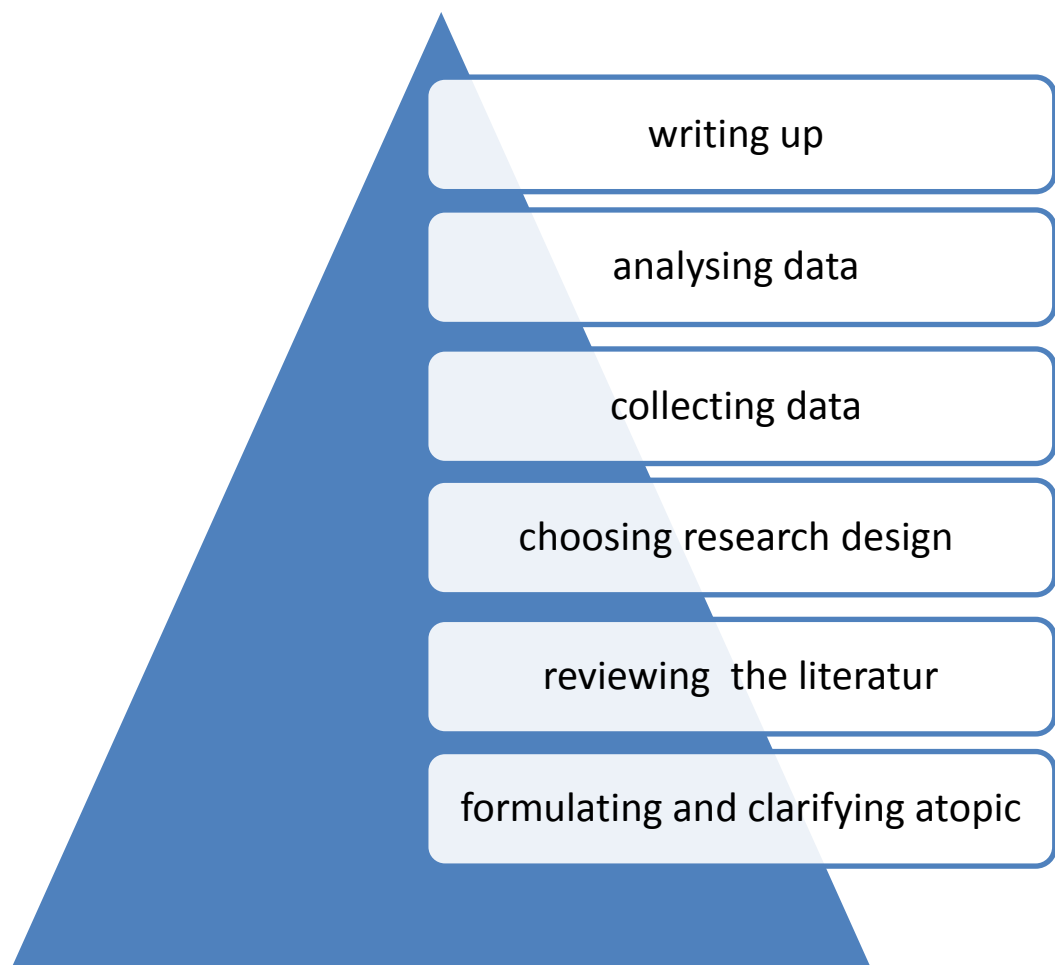 writing up
analysing data
collecting data
choosing research design
reviewing  the literatur
formulating and clarifying atopic